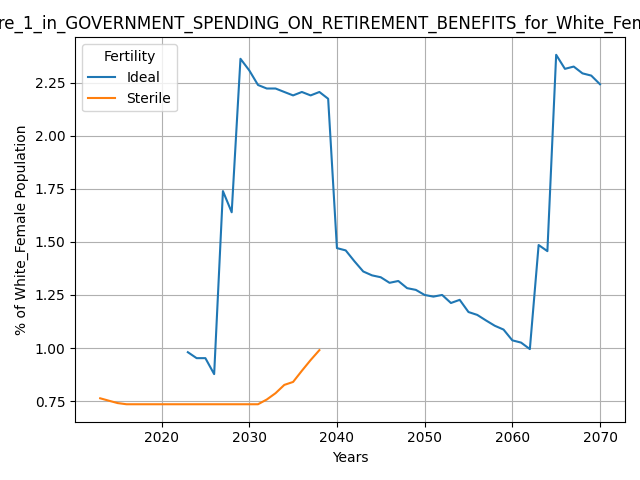 re_1_in_GOVERNMENT_SPENDING_ON_RETIREMENT_BENEFITS_for_White_Fem
Fertility
Ideal
Sterile
% of White_Female Population
2.25
2.00
1.75
1.50
1.25
1.00
0.75
2020 2030 2040 2050 2060 2070
Years